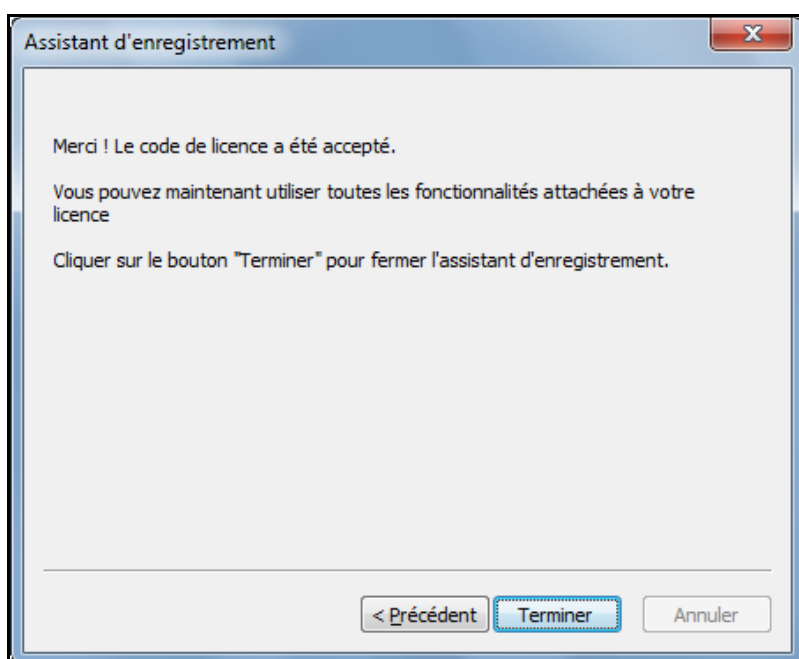 Assistant d'enregistrement
Merci ! Le code de licence a été accepté.
Vous pouvez maintenant utiliser toutes les fonctionnalités attachées à votre
licence
Cliquer sur le bouton "Terminer" pour fermer l'assistant d'enregistrement.
< Précédent Terminer Annuler